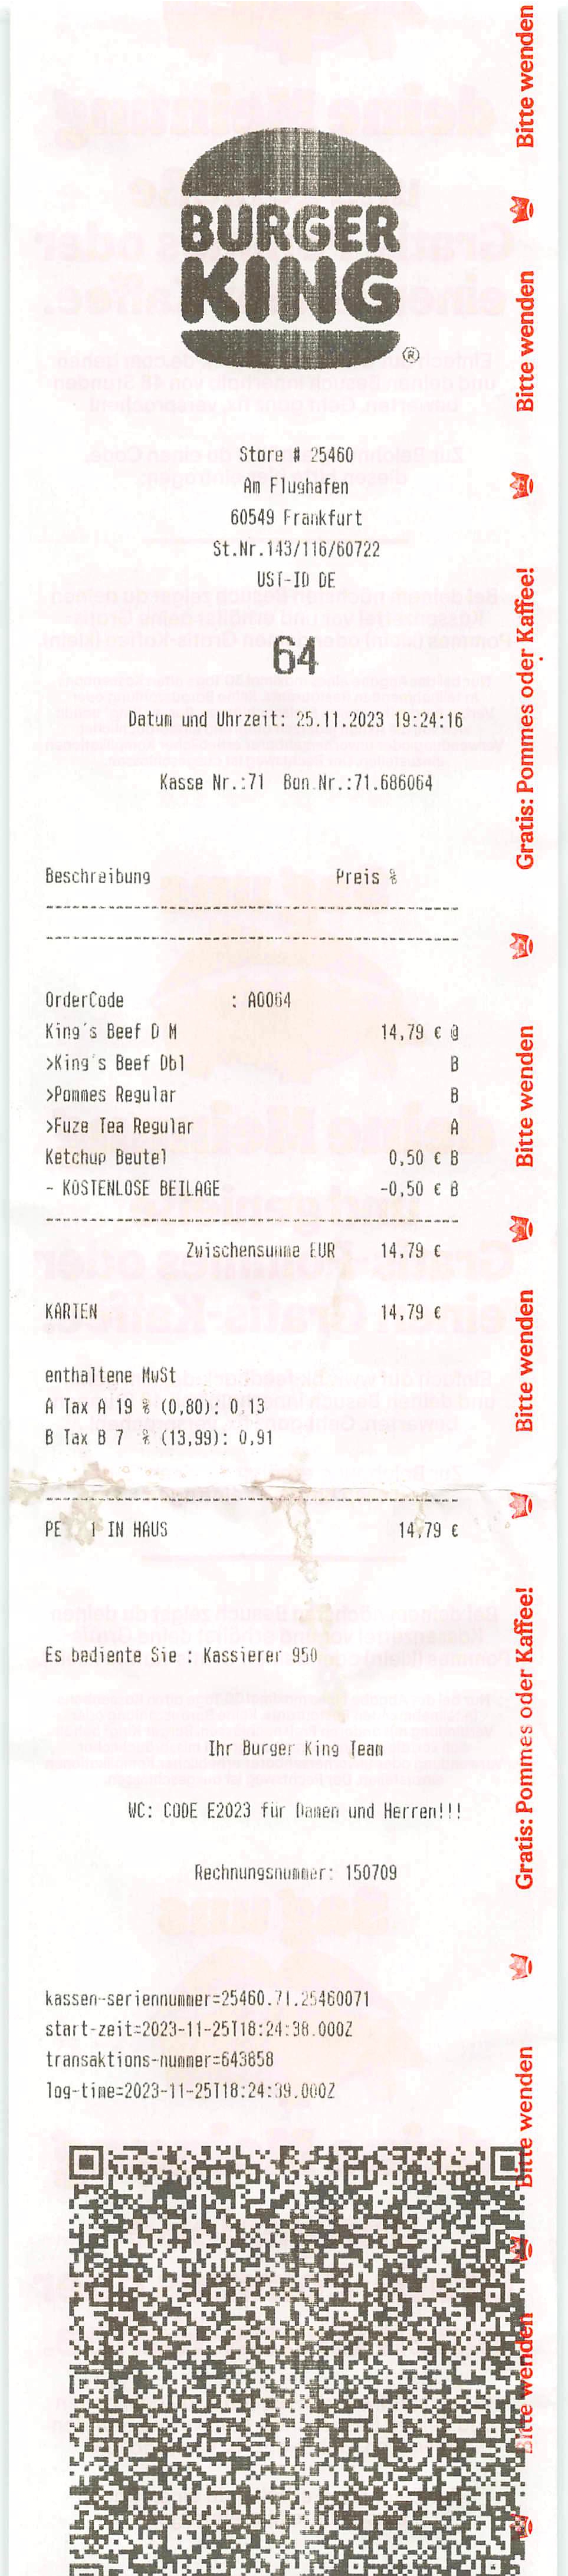 BURGER
KING
®
Store # 25460
Am Flughafen
60549 Frankfurt
St.Nr.143/116/60722
UST-ID DE
64
Datum und Uhrzeit: 25.11.2023 19:24:16
Kasse Nr.:71 Bon Nr.:71.686064
Beschreibung Preis %
OrderCode : A0064
King's Beef D M 14,79 € @
>King's Beef Dbl B
>Pommes Regular B
>Fuze Tea Regular A
Ketchup Beutel 0,50 € B
- KOSTENLOSE BEILAGE -0,50 € B
Zwischensumme EUR 14,79 €
KARTEN 14,79 €
enthaltene MwSt
A Tax A 19 % (0,80): 0,13
B Tax B 7 % (13,99): 0,91
PE 1 IN HAUS 14,79 €
Es bediente Sie : Kassierer 950
Ihr Burger King Team
WC: CODE E2023 für Damen und Herren!!!
Rechnungsnummer: 150709
kassen-seriennummer=25460.71.25460071
start-zeit=2023-11-25T18:24:38.000Z
transaktions-nummer=643858
log-time=2023-11-25T18:24:39.000Z
Bitte wenden
Bitte wenden
Gratis: Pommes oder Kaffee!
Bitte wenden
Bitte wenden
Gratis: Pommes oder Kaffee!
Bitte wenden
Bitte wenden